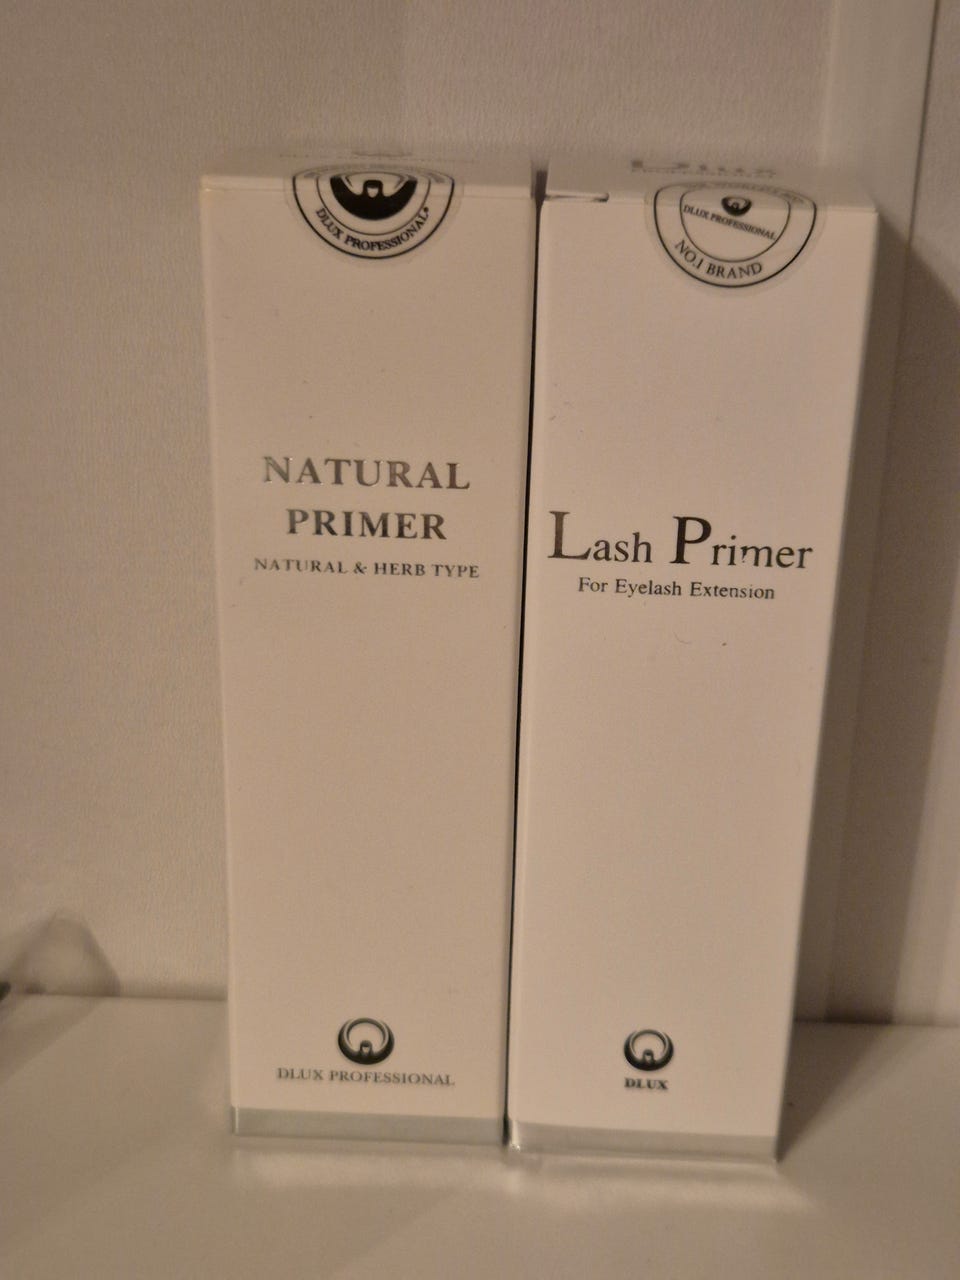 DLUX PROFESSIONAL®
NATURAL
PRIMER
NATURAL & HERB TYPE
DLUX PROFESSIONAL
DLUX PROFESSIONAL
NO.1 BRAND
Lash Primer
For Eyelash Extension
DLUX